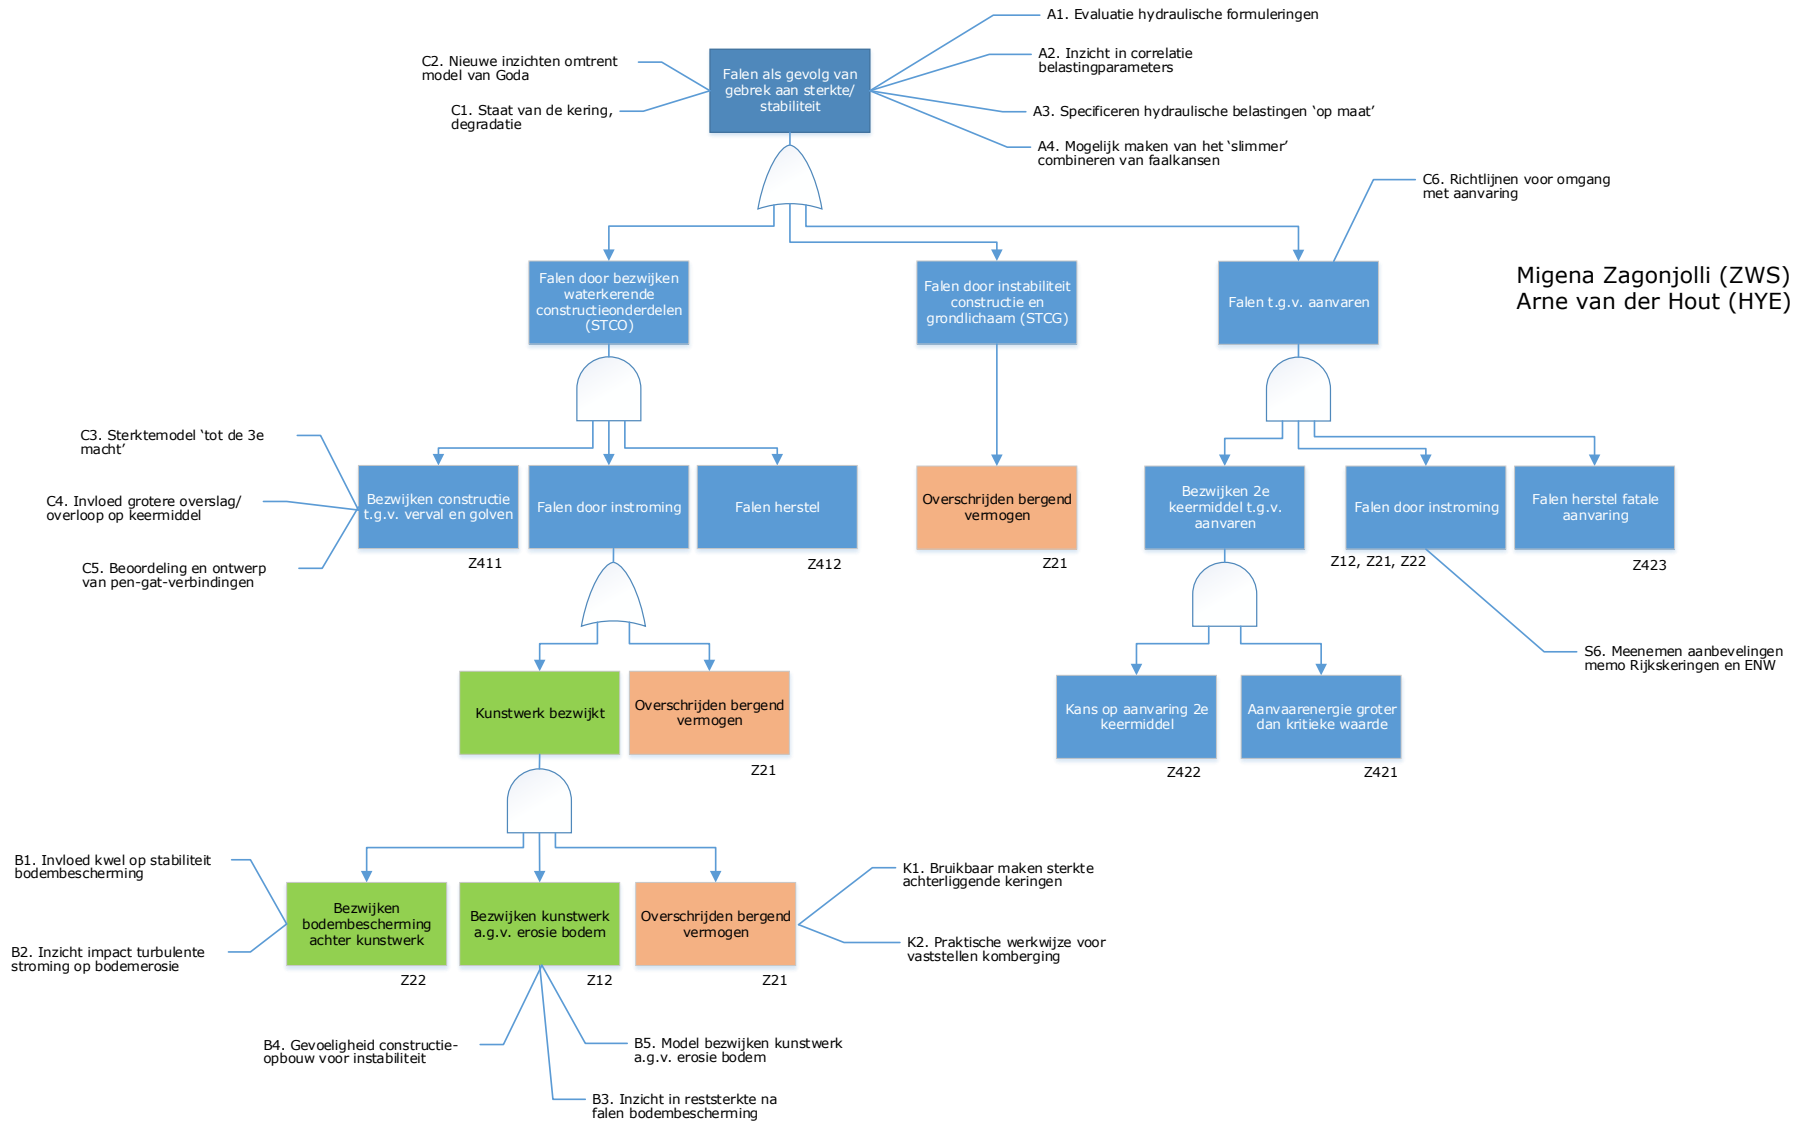 A1. Evaluatie hydraulische formuleringen
C2. Nieuwe inzichten omtrent
model van Goda
A2. Inzicht in correlatie
belastingparameters
Falen als gevolg van
gebrek aan sterkte/
stabiliteit
C1. Staat van de kering,
degradatie
A3. Specificeren hydraulische belastingen ‘op maat’
A4. Mogelijk maken van het ‘slimmer’
combineren van faalkansen
C6. Richtlijnen voor omgang
met aanvaring
Falen door bezwijken
waterkerende
constructieonderdelen
(STCO)
Falen door instabiliteit
constructie en
grondlichaam (STCG)
Falen t.g.v. aanvaren
Migena Zagonjolli (ZWS)
Arne van der Hout (HYE)
C3. Sterktemodel ‘tot de 3e
macht’
C4. Invloed grotere overslag/
overloop op keermiddel
C5. Beoordeling en ontwerp
van pen-gat-verbindingen
Bezwijken constructie
t.g.v. verval en golven
Z411
Falen door instroming
Falen herstel
Z412
Overschrijden bergend
vermogen
Z21
Bezwijken 2e
keermiddel t.g.v.
aanvaren
Falen door instroming
Z12, Z21, Z22
Falen herstel fatale
aanvaring
Z423
S6. Meenemen aanbevelingen
memo Rijkskeringen en ENW
Kunstwerk bezwijkt
Overschrijden bergend
vermogen
Z21
Kans op aanvaring 2e
keermiddel
Z422
Aanvaarenergie groter
dan kritieke waarde
Z421
B1. Invloed kwel op stabiliteit
bodembescherming
B2. Inzicht impact turbulente
stroming op bodemerosie
Bezwijken
bodembescherming
achter kunstwerk
Z22
Bezwijken kunstwerk
a.g.v. erosie bodem
Z12
Overschrijden bergend
vermogen
Z21
K1. Bruikbaar maken sterkte
achterliggende keringen
K2. Praktische werkwijze voor
vaststellen komberging
B4. Gevoeligheid constructie-
opbouw voor instabiliteit
B5. Model bezwijken kunstwerk
a.g.v. erosie bodem
B3. Inzicht in reststerkte na
falen bodembescherming